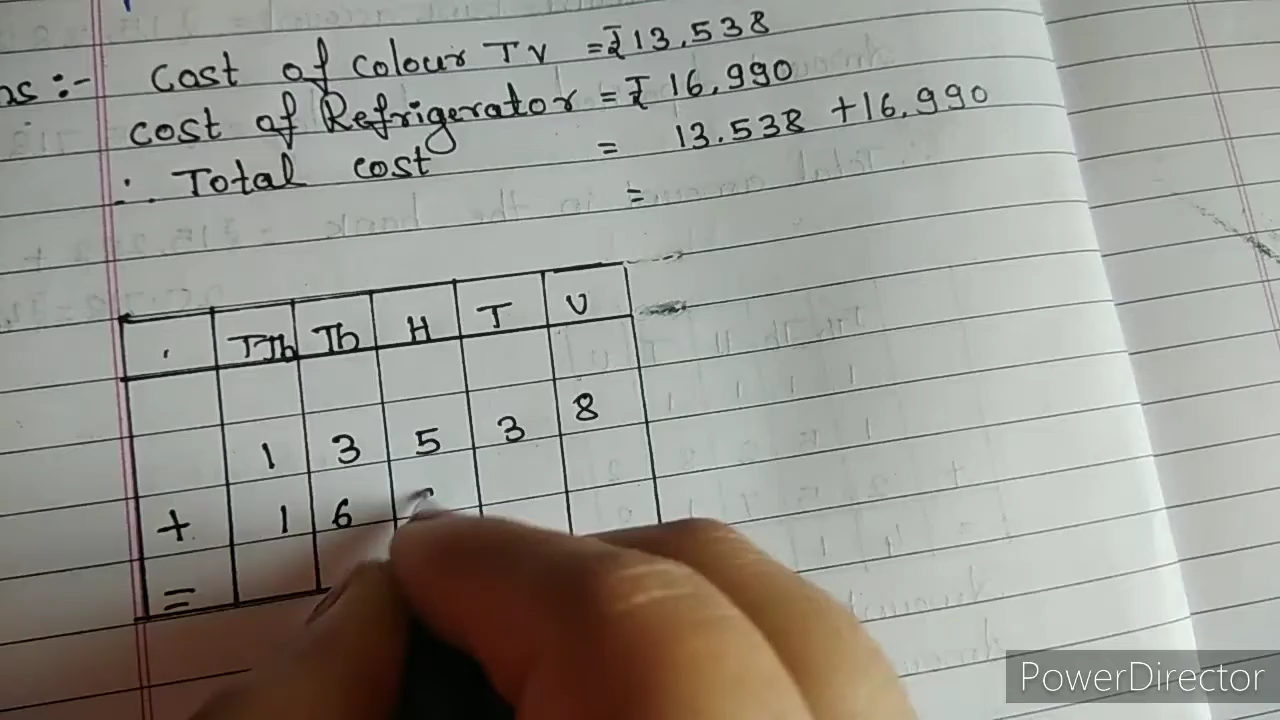 ns :- Cost of Colour TV = ₹13,538
Cost of Refrigerator = ₹ 16,990
∴ Total cost = 13.538 + 16,990
=
TTh Th H T U
1 3 5 3 8
+ 1 6
=
PowerDirector